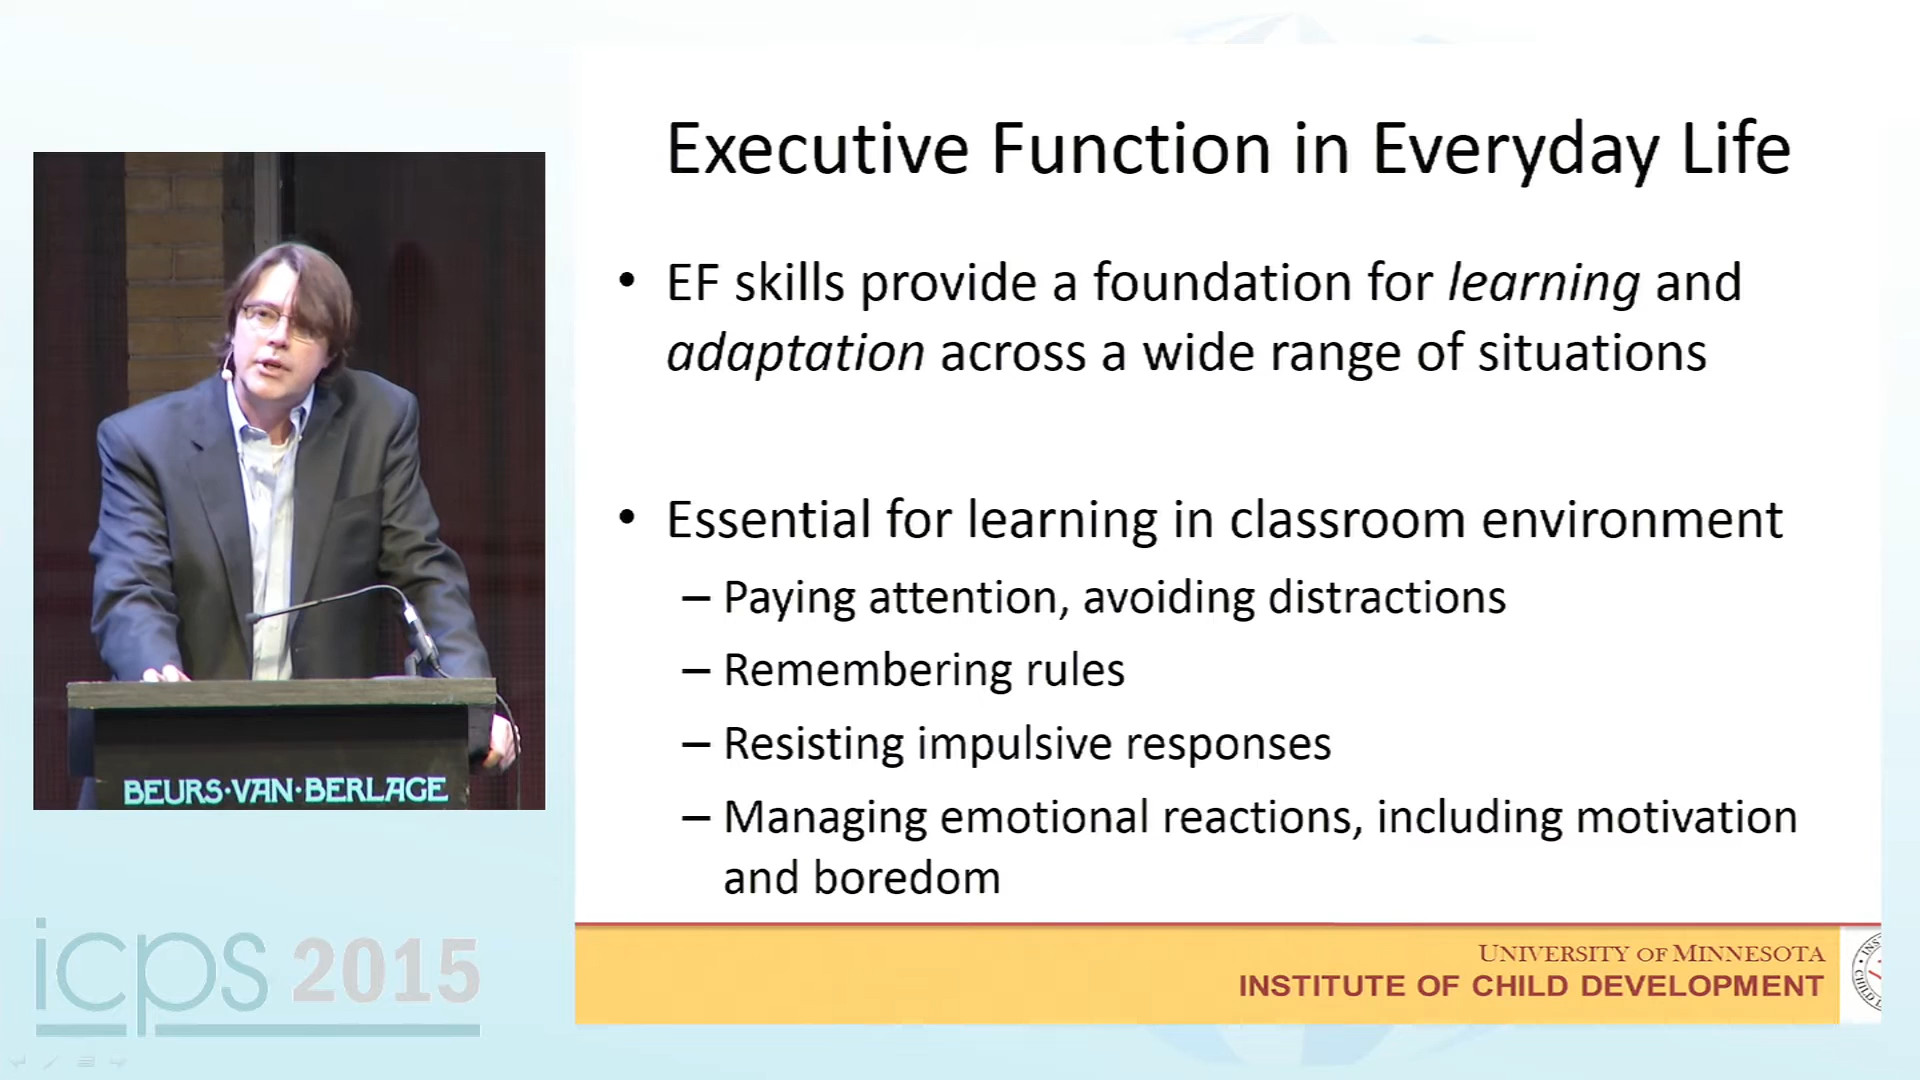 Executive Function in Everyday Life
• EF skills provide a foundation for learning and
adaptation across a wide range of situations
• Essential for learning in classroom environment
– Paying attention, avoiding distractions
– Remembering rules
– Resisting impulsive responses
– Managing emotional reactions, including motivation
and boredom
UNIVERSITY OF MINNESOTA
INSTITUTE OF CHILD DEVELOPMENT
BEURS·VAN·BERLAGE
icps 2015